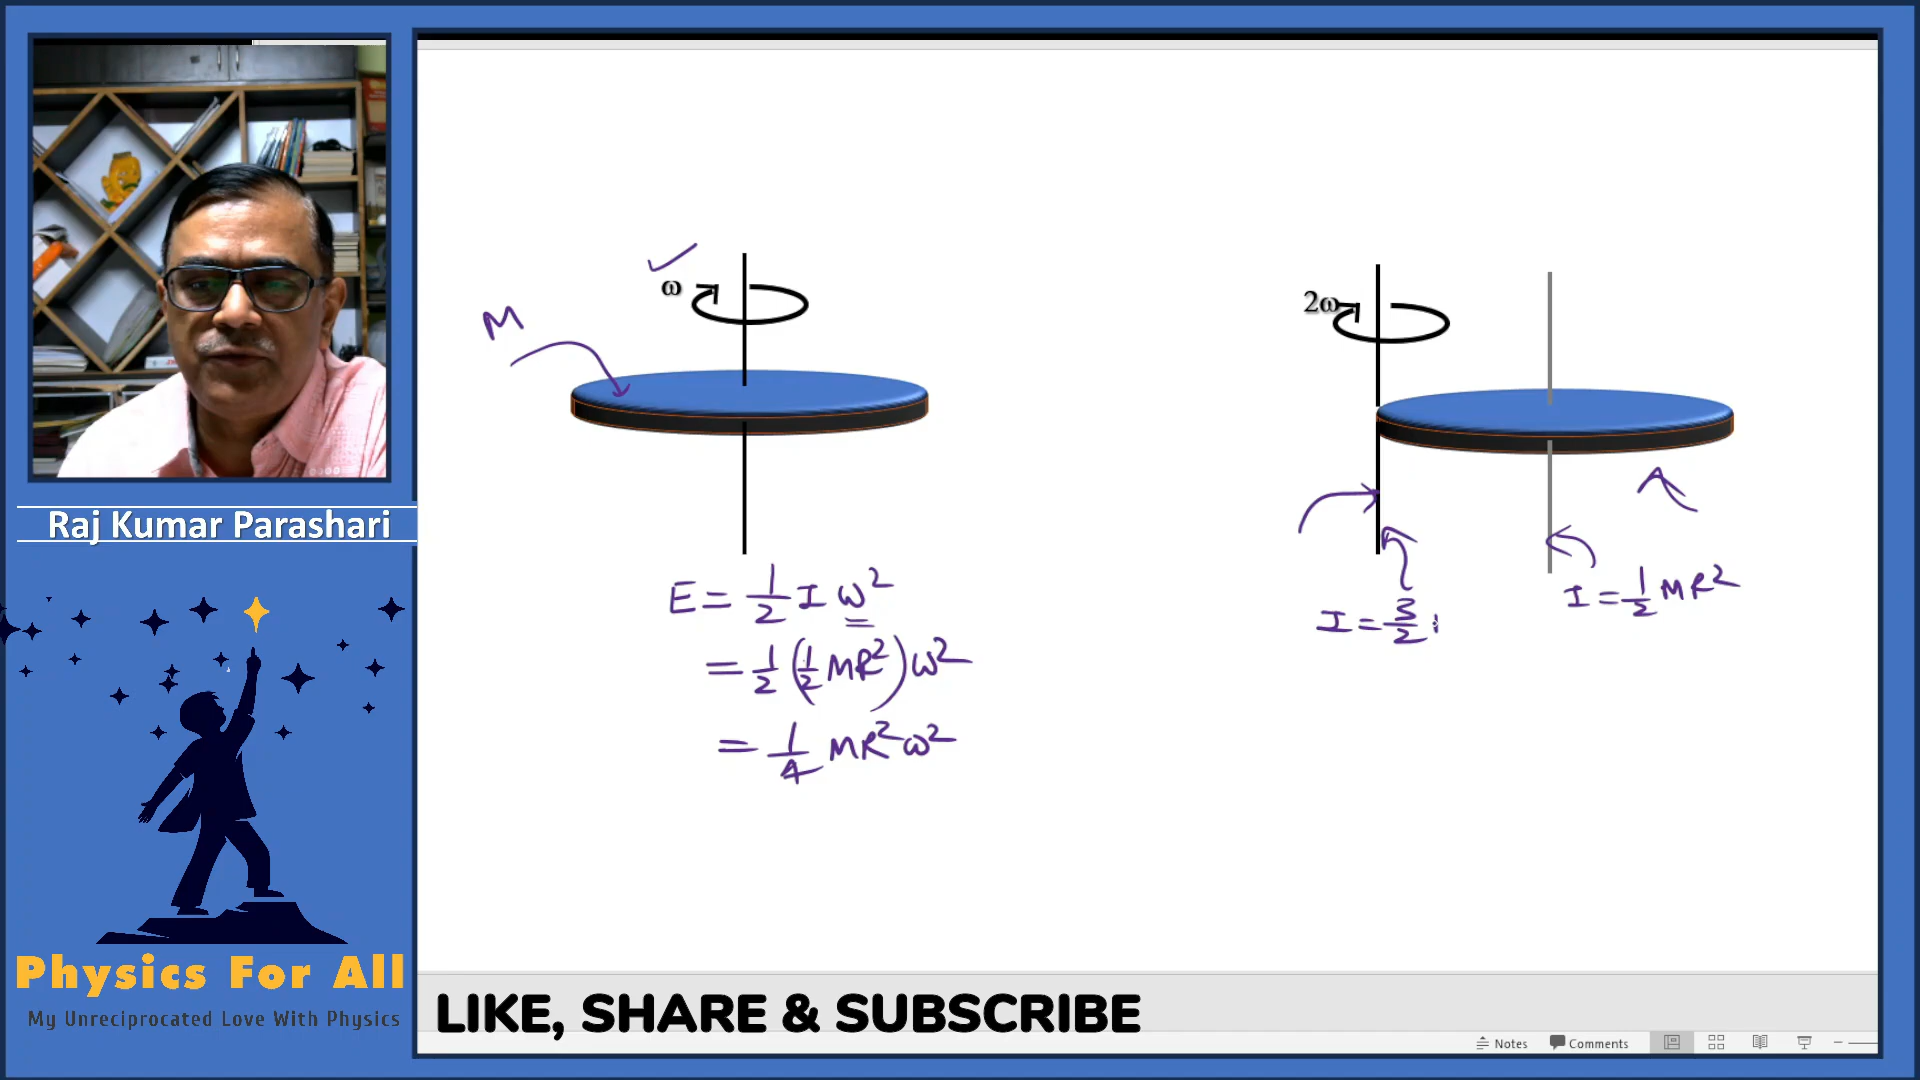 Raj Kumar Parashari
Physics For All
My Unreciprocated Love With Physics
M
ω
E = 1/2 I ω²
= 1/2 (1/2 MR²) ω²
= 1/4 MR² ω²
2ω
I = 3/2
I = 1/2 MR²
LIKE, SHARE & SUBSCRIBE
Notes
Comments